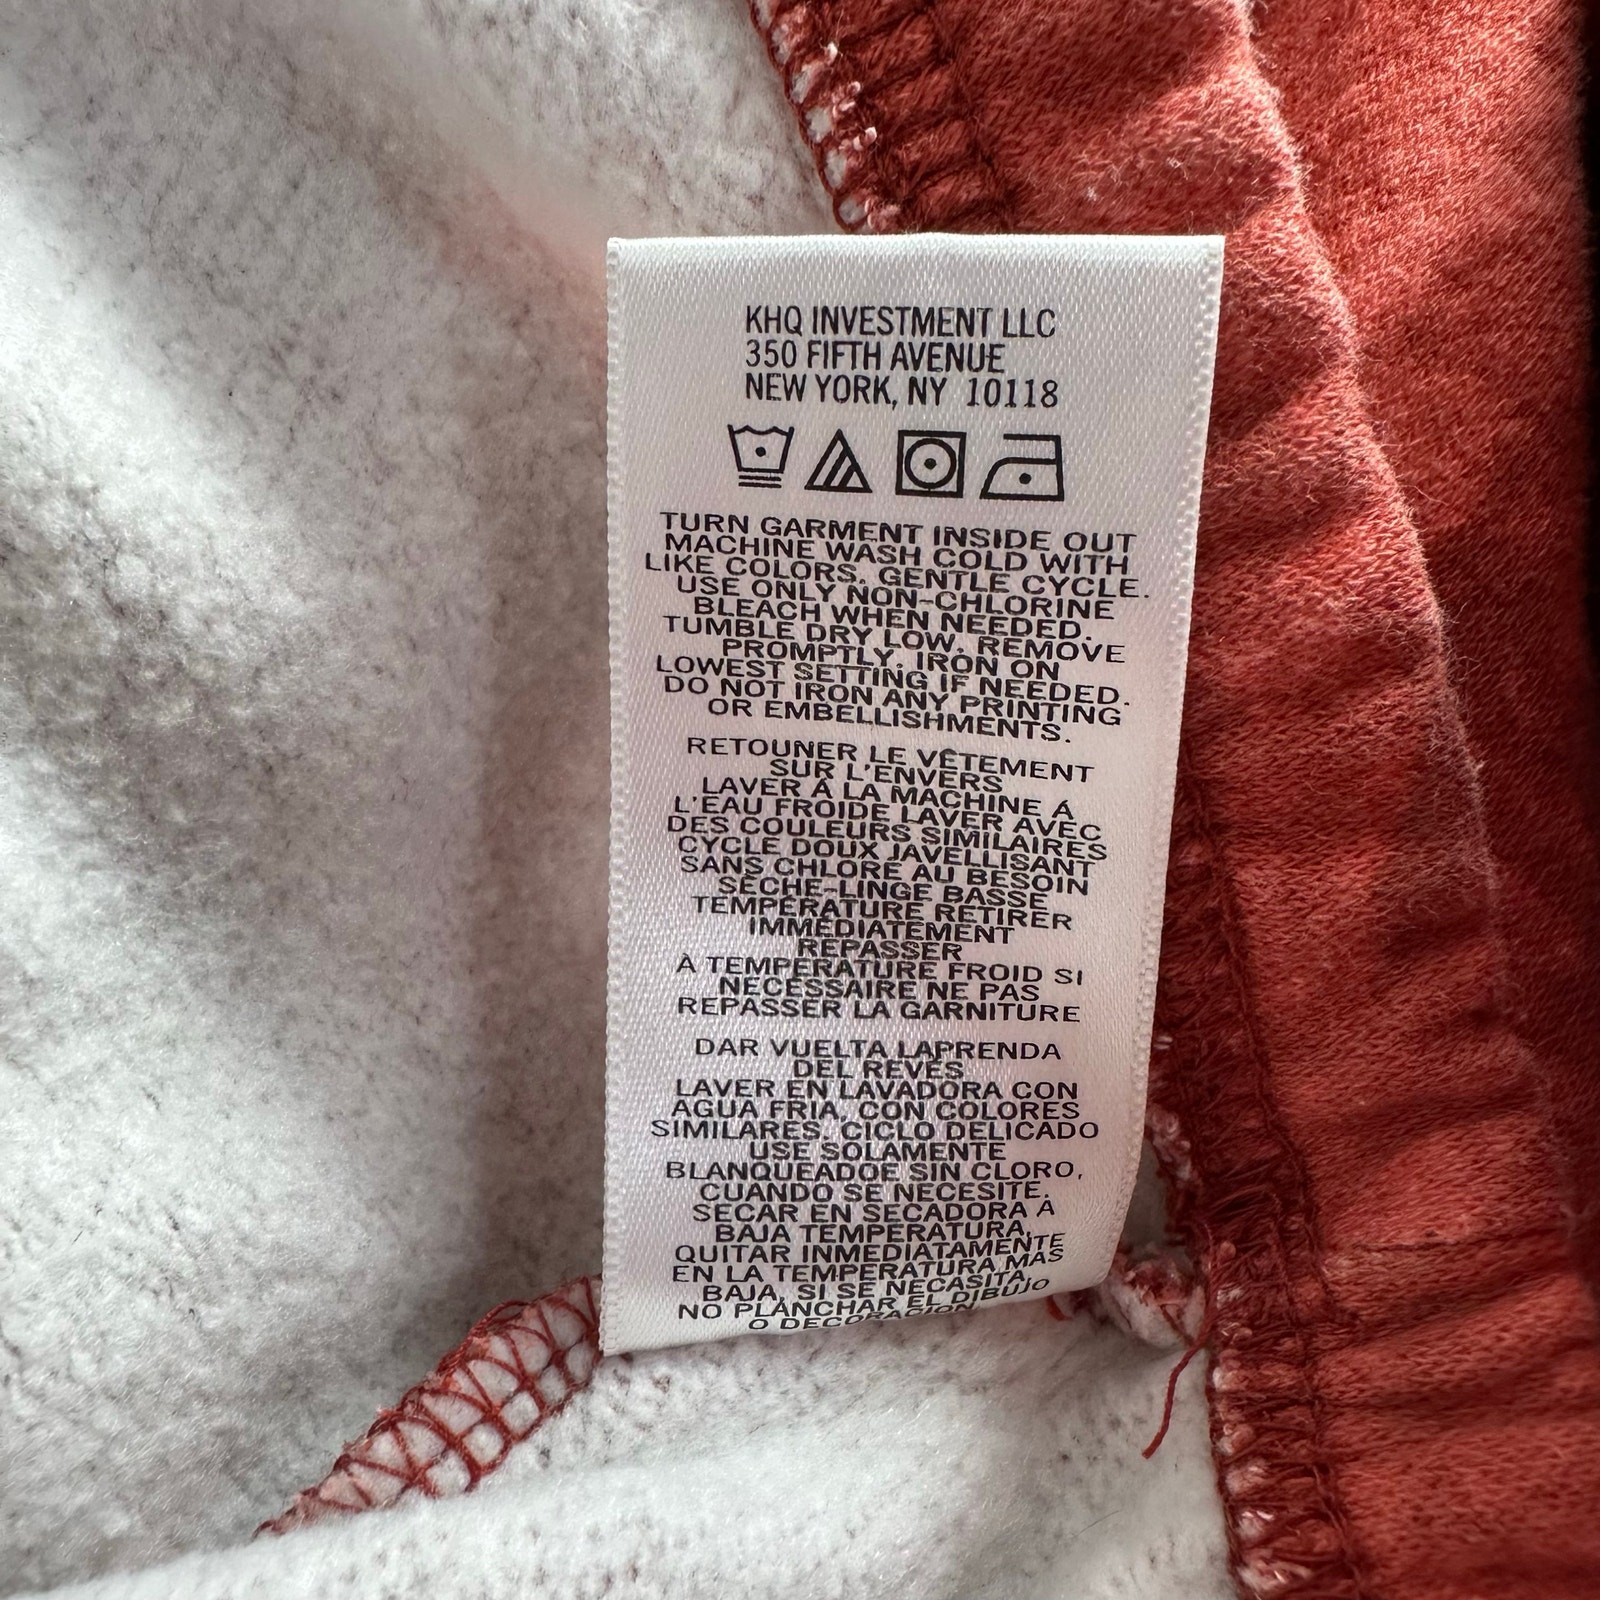 KHQ INVESTMENT LLC
350 FIFTH AVENUE
NEW YORK, NY 10118
TURN GARMENT INSIDE OUT
MACHINE WASH COLD WITH
LIKE COLORS. GENTLE CYCLE.
USE ONLY NON-CHLORINE
BLEACH WHEN NEEDED.
TUMBLE DRY LOW. REMOVE
PROMPTLY. IRON ON
LOWEST SETTING IF NEEDED.
DO NOT IRON ANY PRINTING
OR EMBELLISHMENTS.
RETOUNER LE VÊTEMENT
SUR L'ENVERS
LAVER À LA MACHINE Á
L'EAU FROIDE LAVER AVEC
DES COULEURS SIMILAIRES
CYCLE DOUX JAVELLISANT
SANS CHLORE AU BESOIN
SÈCHE-LINGE BASSE
TEMPÉRATURE RETIRER
IMMÉDIATEMENT
REPASSER
À TEMPÉRATURE FROID SI
NÉCESSAIRE NE PAS
REPASSER LA GARNITURE
DAR VUELTA LAPRENDA
DEL REVÉS
LAVER EN LAVADORA CON
AGUA FRIA, CON COLORES
SIMILARES. CICLO DELICADO
USE SOLAMENTE
BLANQUEADOE SIN CLORO,
CUANDO SE NECESITE.
SECAR EN SECADORA A
BAJA TEMPERATURA,
QUITAR INMEDIATAMENTE
EN LA TEMPERATURA MAS
BAJA, SI SE NECASITA,
NO PLANCHAR EL DIBUJO
O DECORACION